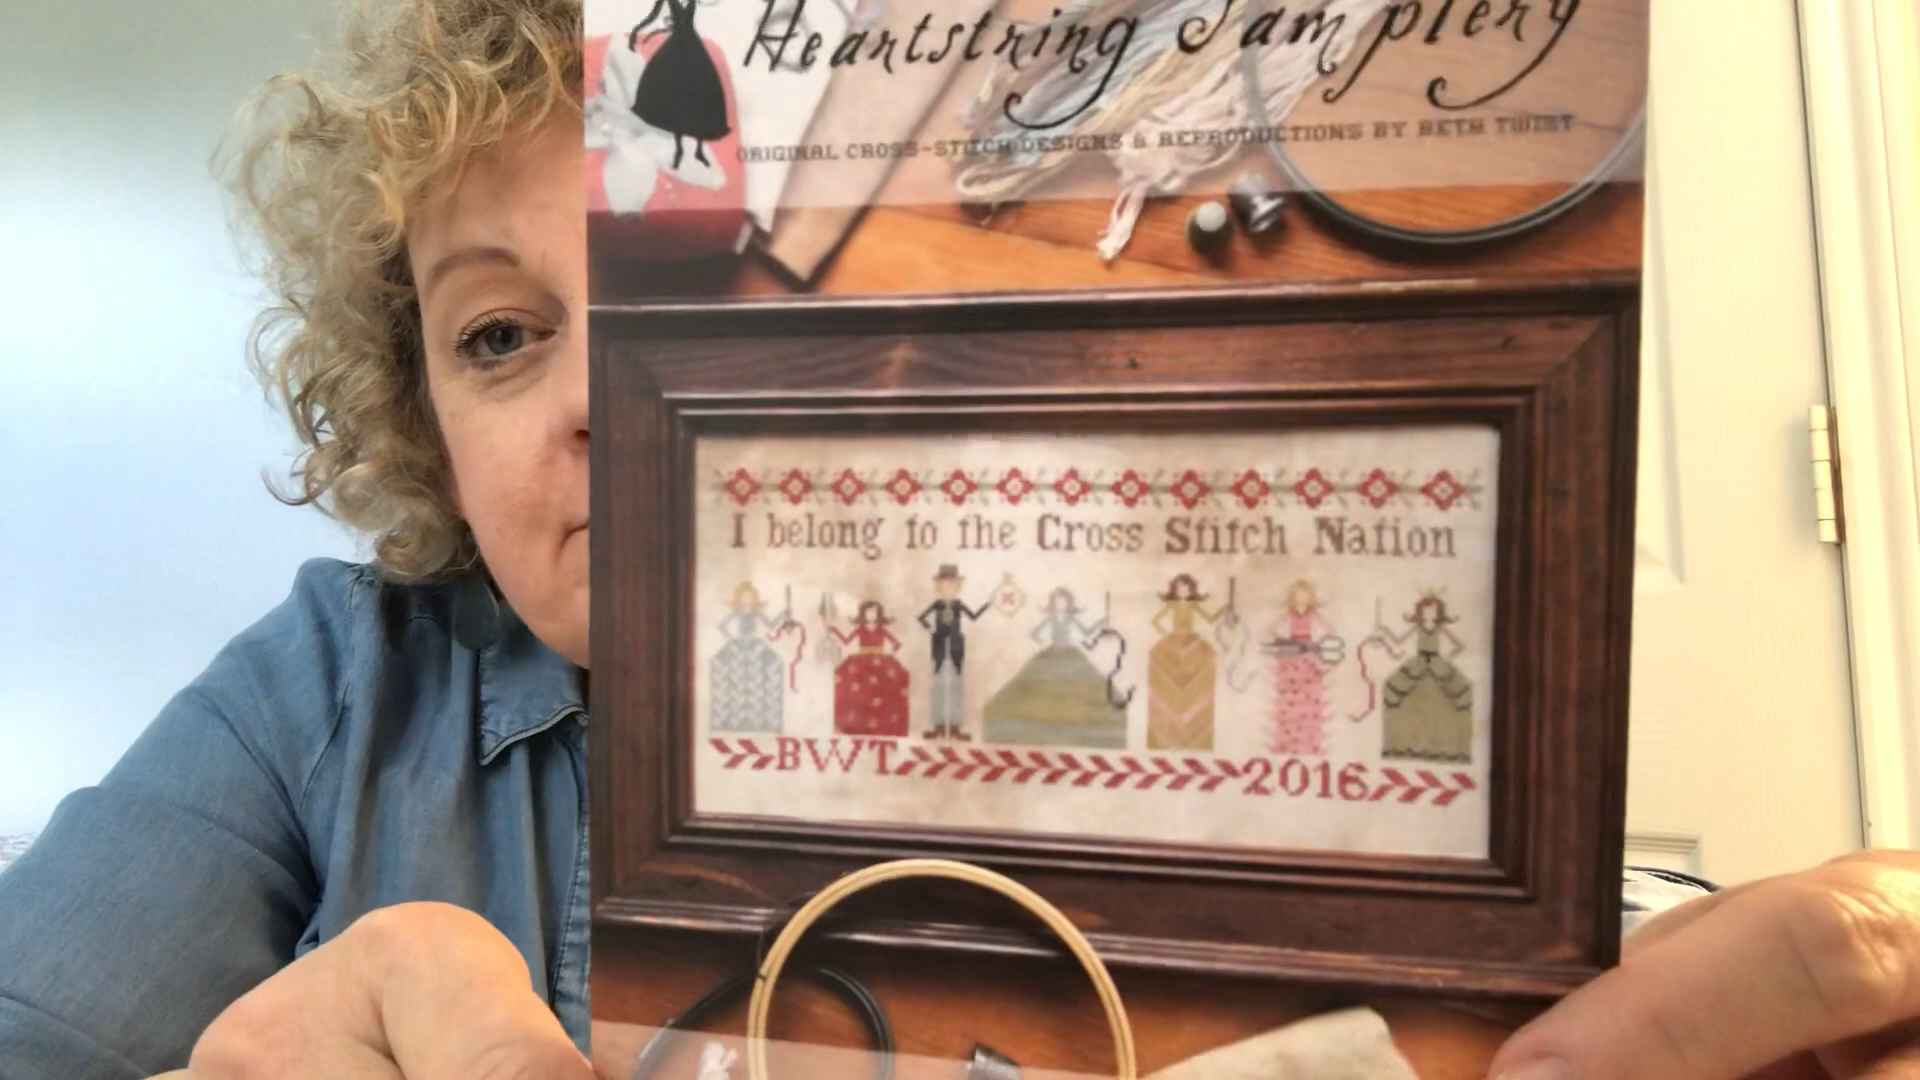 Heartstring Samplery
ORIGINAL CROSS-STITCH DESIGNS & REPRODUCTIONS BY BETH TWIST
I belong to the Cross Stitch Nation
BWT 2016